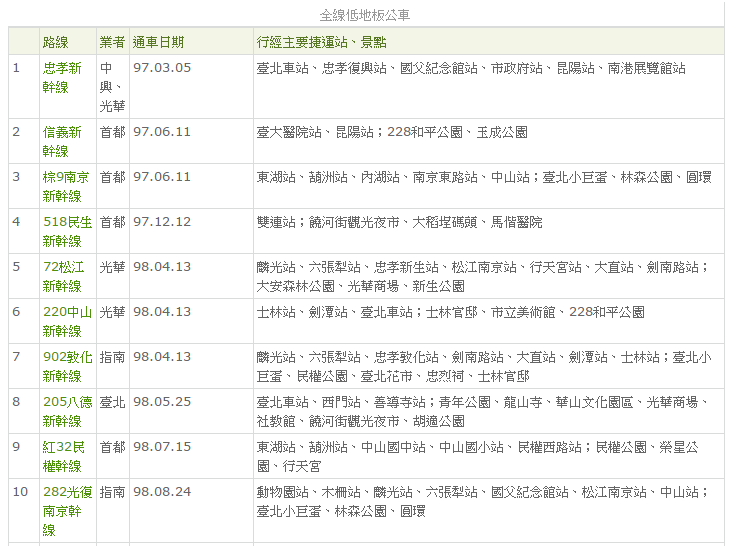 全線低地板公車
路線 業者 通車日期 行經主要捷運站、景點
1 忠孝新 中 97.03.05 臺北車站、忠孝復興站、國父紀念館站、市政府站、昆陽站、南港展覽館站
幹線 興、
光華
2 信義新 首都 97.06.11 臺大醫院站、昆陽站；228和平公園、玉成公園
幹線
3 棕9南京 首都 97.06.11 東湖站、葫洲站、內湖站、南京東路站、中山站；臺北小巨蛋、林森公園、圓環
新幹線
4 518民生 首都 97.12.12 雙連站；饒河街觀光夜市、大稻埕碼頭、馬偕醫院
新幹線
5 72松江 光華 98.04.13 麟光站、六張犁站、忠孝新生站、松江南京站、行天宮站、大直站、劍南路站；
新幹線 大安森林公園、光華商場、新生公園
6 220中山 光華 98.04.13 士林站、劍潭站、臺北車站；士林官邸、市立美術館、228和平公園
新幹線
7 902敦化 指南 98.04.13 麟光站、六張犁站、忠孝敦化站、劍南路站、大直站、劍潭站、士林站；臺北小
新幹線 巨蛋、民權公園、臺北花市、忠烈祠、士林官邸
8 205八德 臺北 98.05.25 臺北車站、西門站、善導寺站；青年公園、龍山寺、華山文化園區、光華商場、
新幹線 社教館、饒河街觀光夜市、胡適公園
9 紅32民 首都 98.07.15 東湖站、葫洲站、中山國中站、中山國小站、民權西路站；民權公園、榮星公
權幹線 園、行天宮
10 282光復 指南 98.08.24 動物園站、木柵站、麟光站、六張犁站、國父紀念館站、松江南京站、中山站；
南京幹 臺北小巨蛋、林森公園、圓環
線